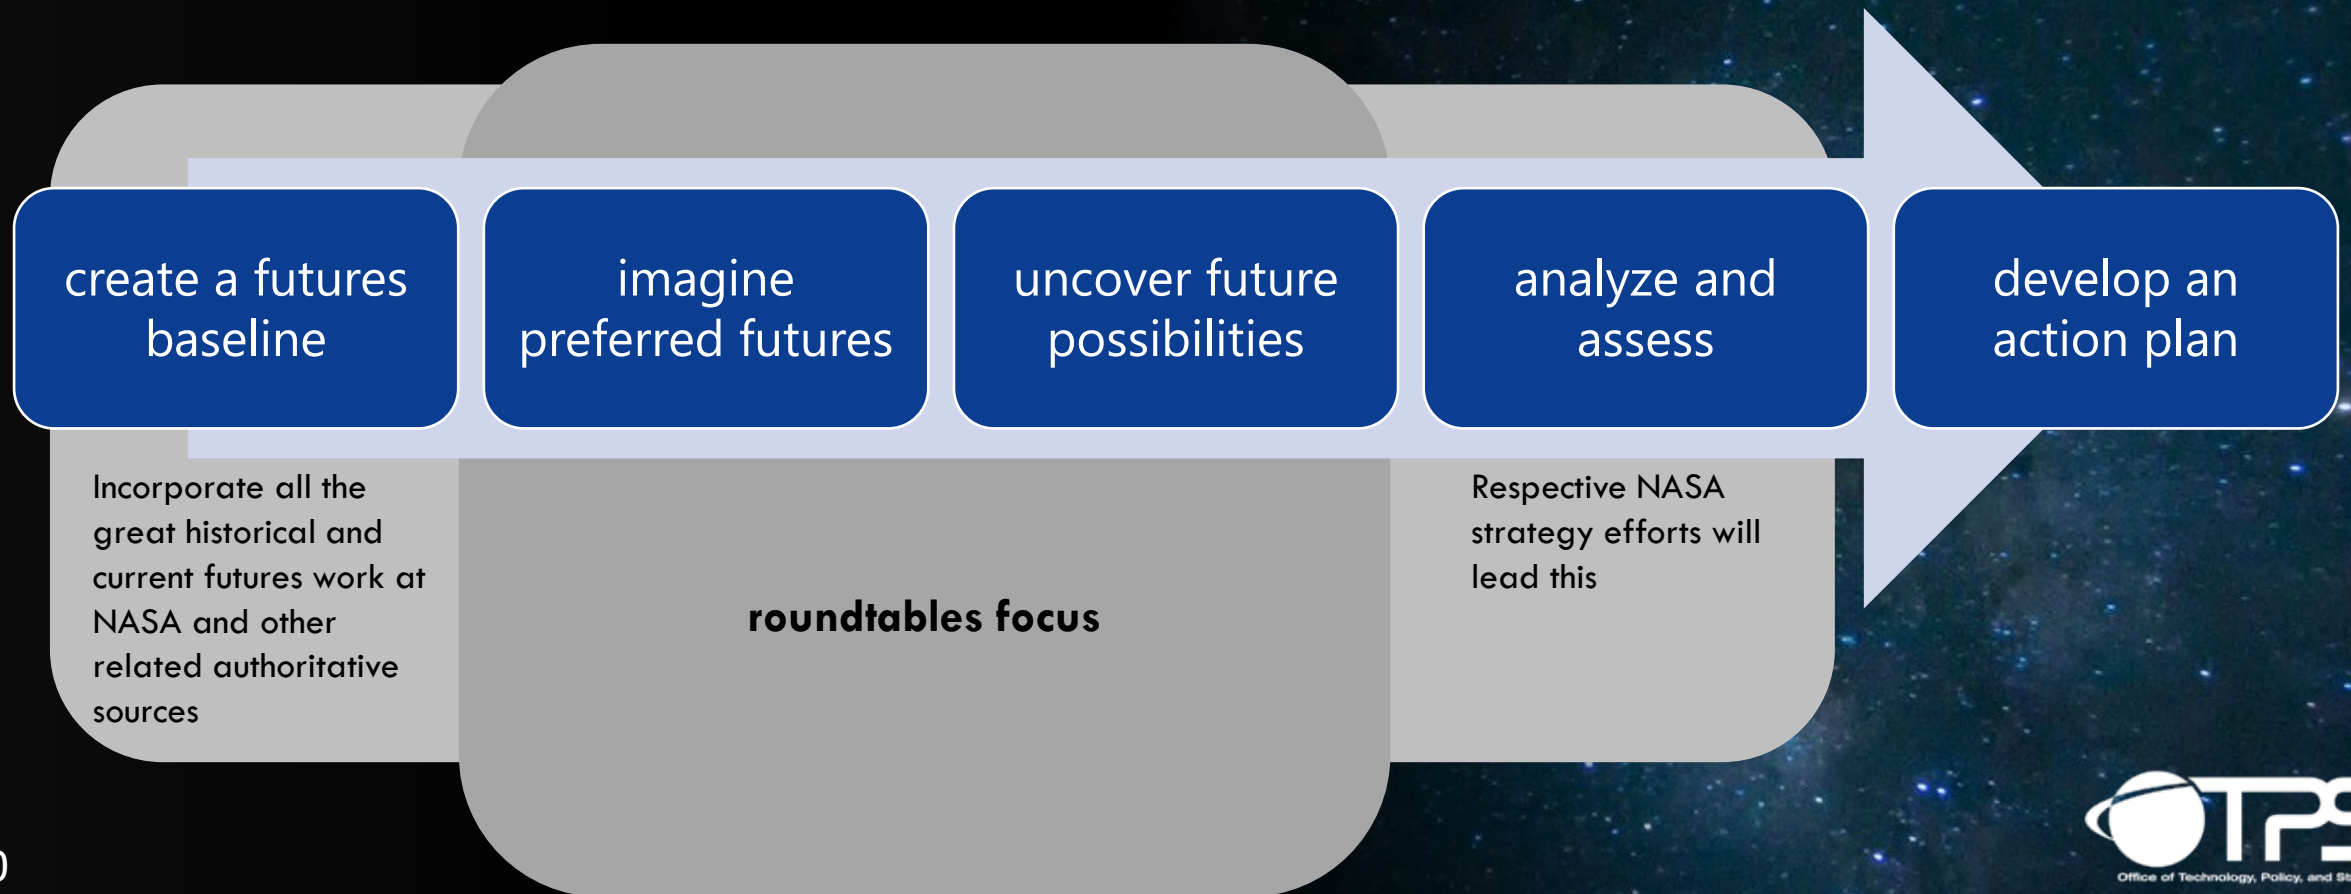 create a futures
baseline
imagine
preferred futures
uncover future
possibilities
analyze and
assess
develop an
action plan
Incorporate all the
great historical and
current futures work at
NASA and other
related authoritative
sources
roundtables focus
Respective NASA
strategy efforts will
lead this
0
OTPS
Office of Technology, Policy, and